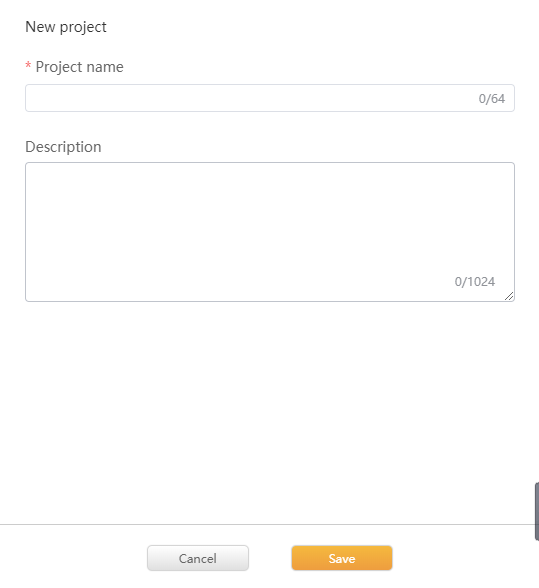 New project
* Project name
0/64
Description
0/1024
Cancel
Save